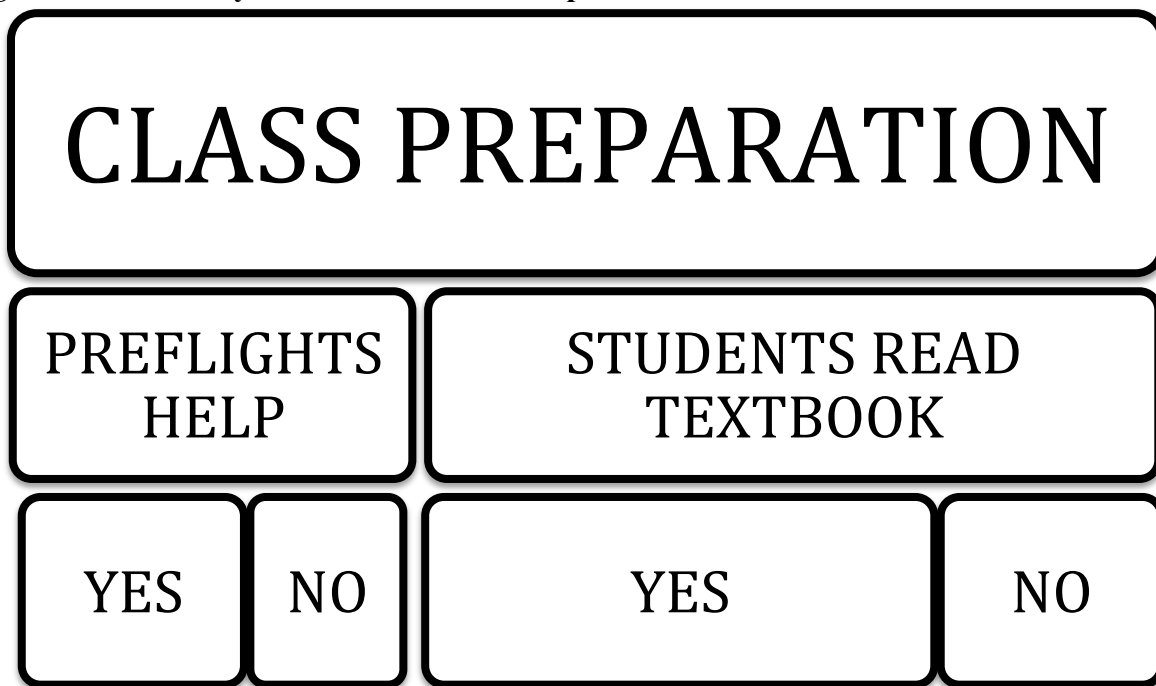 CLASS PREPARATION
PREFLIGHTS
HELP
STUDENTS READ
TEXTBOOK
YES
NO
YES
NO